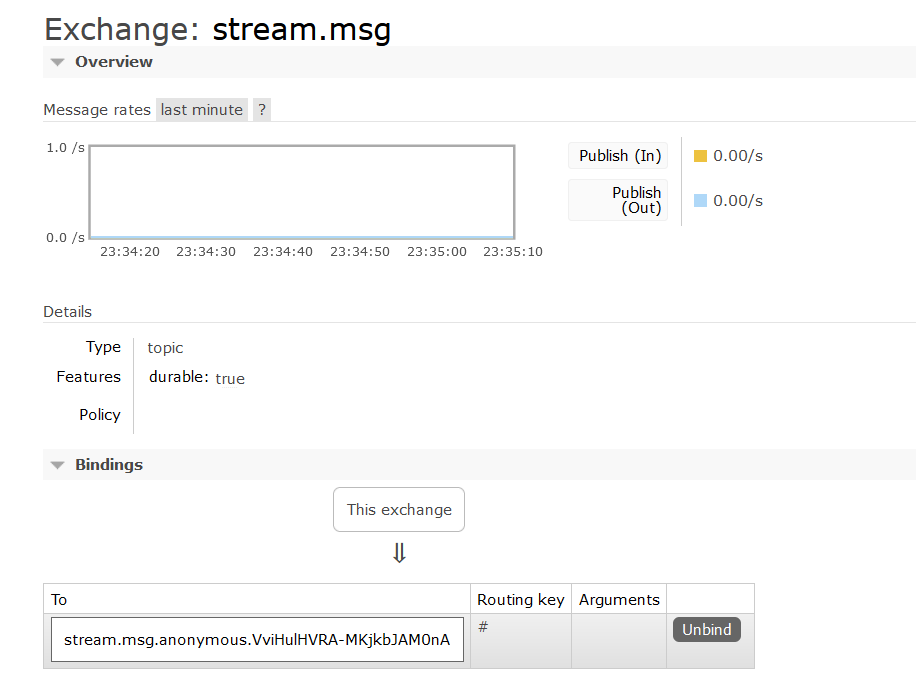 Exchange: stream.msg
Overview
Message rates last minute ?
1.0 /s
0.0 /s
23:34:20 23:34:30 23:34:40 23:34:50 23:35:00 23:35:10
Publish (In) 0.00/s
Publish
(Out) 0.00/s
Details
Type topic
Features durable: true
Policy
Bindings
This exchange
⇓
To Routing key Arguments
stream.msg.anonymous.VviHulHVRA-MKjkbJAM0nA # Unbind